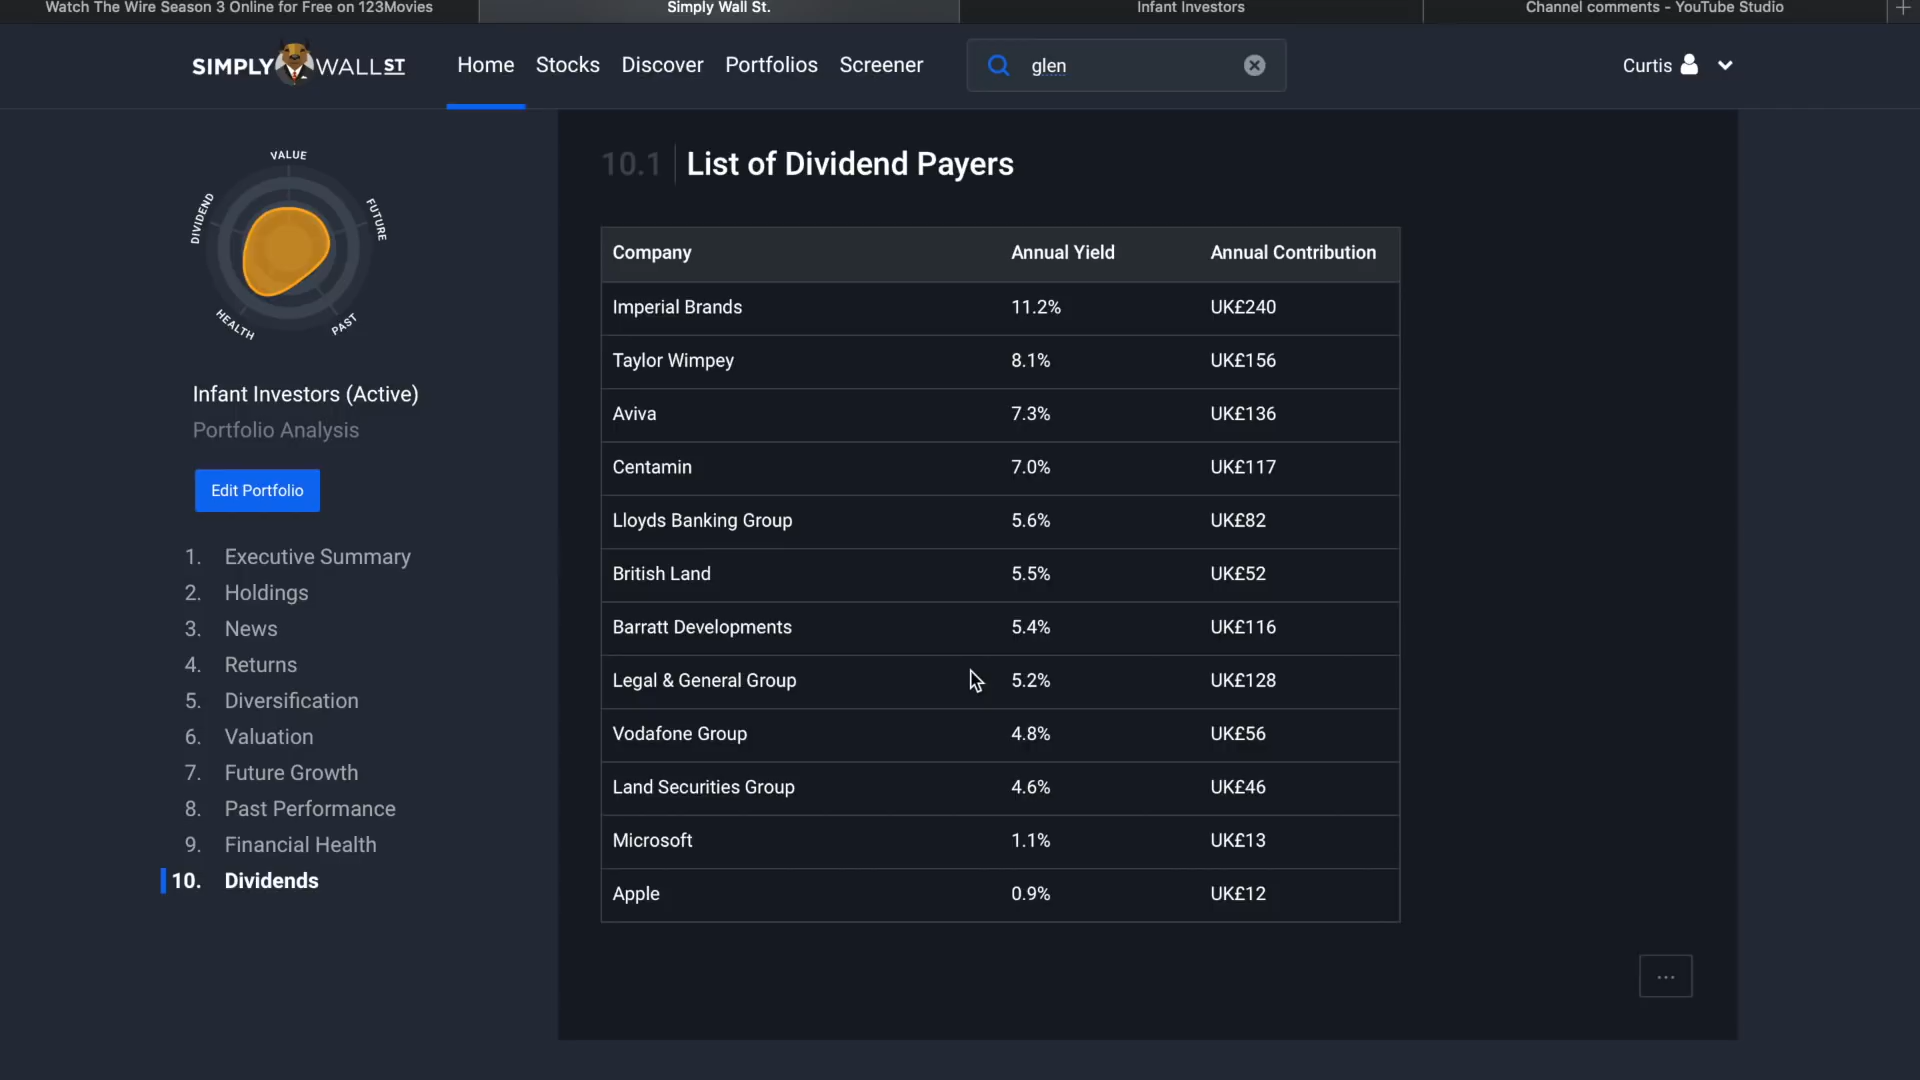 Watch The Wire Season 3 Online for Free on 123Movies
Simply Wall St.
Infant Investors
Channel comments - YouTube Studio
SIMPLY WALL ST
Home
Stocks
Discover
Portfolios
Screener
glen
Curtis
VALUE
FUTURE
PAST
HEALTH
DIVIDEND
Infant Investors (Active)
Portfolio Analysis
Edit Portfolio
1. Executive Summary
2. Holdings
3. News
4. Returns
5. Diversification
6. Valuation
7. Future Growth
8. Past Performance
9. Financial Health
10. Dividends
10.1 List of Dividend Payers
Company Annual Yield Annual Contribution
Imperial Brands 11.2% UK£240
Taylor Wimpey 8.1% UK£156
Aviva 7.3% UK£136
Centamin 7.0% UK£117
Lloyds Banking Group 5.6% UK£82
British Land 5.5% UK£52
Barratt Developments 5.4% UK£116
Legal & General Group 5.2% UK£128
Vodafone Group 4.8% UK£56
Land Securities Group 4.6% UK£46
Microsoft 1.1% UK£13
Apple 0.9% UK£12
...